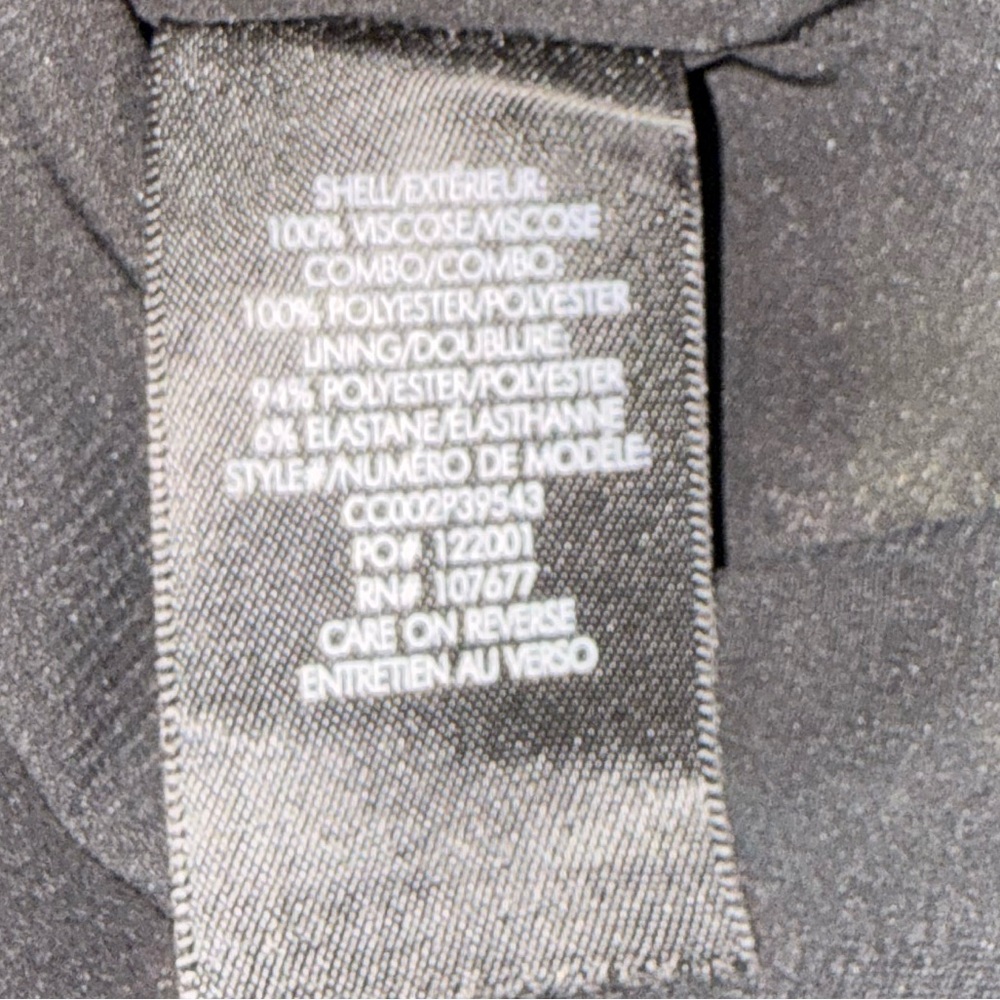 SHELL/EXTÉRIEUR:
100% VISCOSE/VISCOSE
COMBO/COMBO:
100% POLYESTER/POLYESTER
LINING/DOUBLURE:
94% POLYESTER/POLYESTER
6% ELASTANE/ÉLASTHANNE
STYLE#/NUMÉRO DE MODÈLE:
CC002P39543
PO# 122001
RN# 107677
CARE ON REVERSE
ENTRETIEN AU VERSO